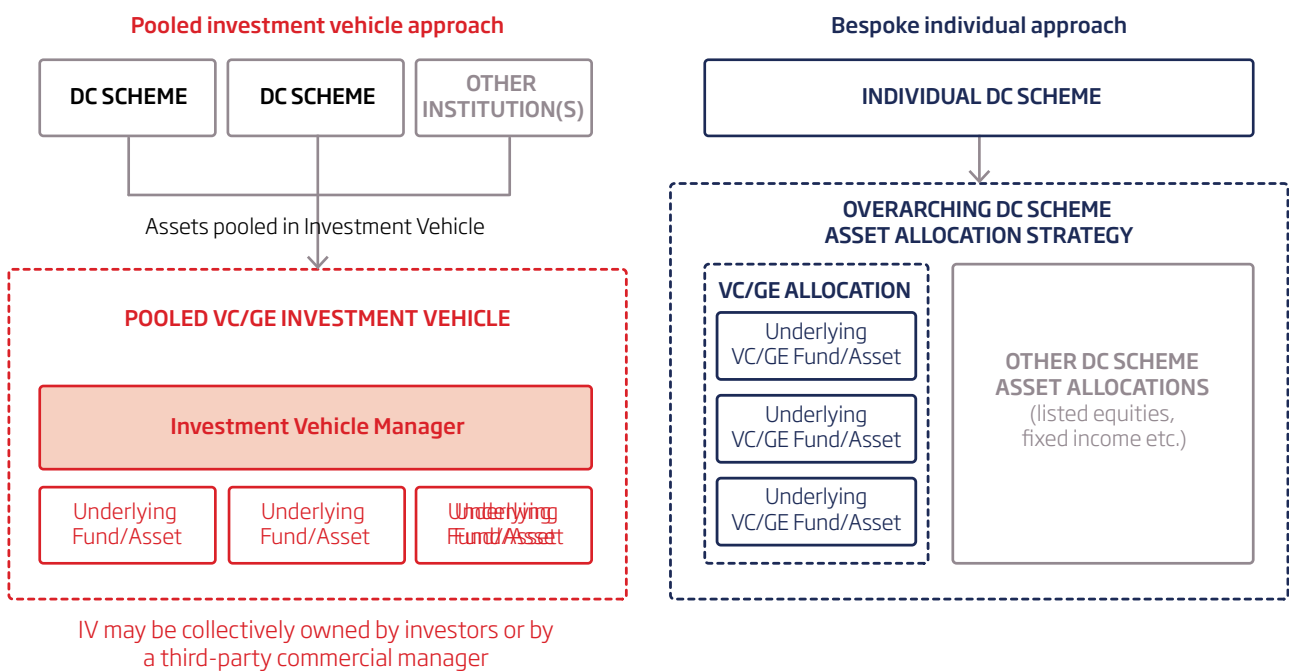 Pooled investment vehicle approach
DC SCHEME
DC SCHEME
OTHER
INSTITUTION(S)
Assets pooled in Investment Vehicle
POOLED VC/GE INVESTMENT VEHICLE
Investment Vehicle Manager
Underlying
Fund/Asset
Underlying
Fund/Asset
Underlying
Fund/Asset
IV may be collectively owned by investors or by
a third-party commercial manager
Bespoke individual approach
INDIVIDUAL DC SCHEME
OVERARCHING DC SCHEME
ASSET ALLOCATION STRATEGY
VC/GE ALLOCATION
Underlying
VC/GE Fund/Asset
Underlying
VC/GE Fund/Asset
Underlying
VC/GE Fund/Asset
OTHER DC SCHEME
ASSET ALLOCATIONS
(listed equities,
fixed income etc.)